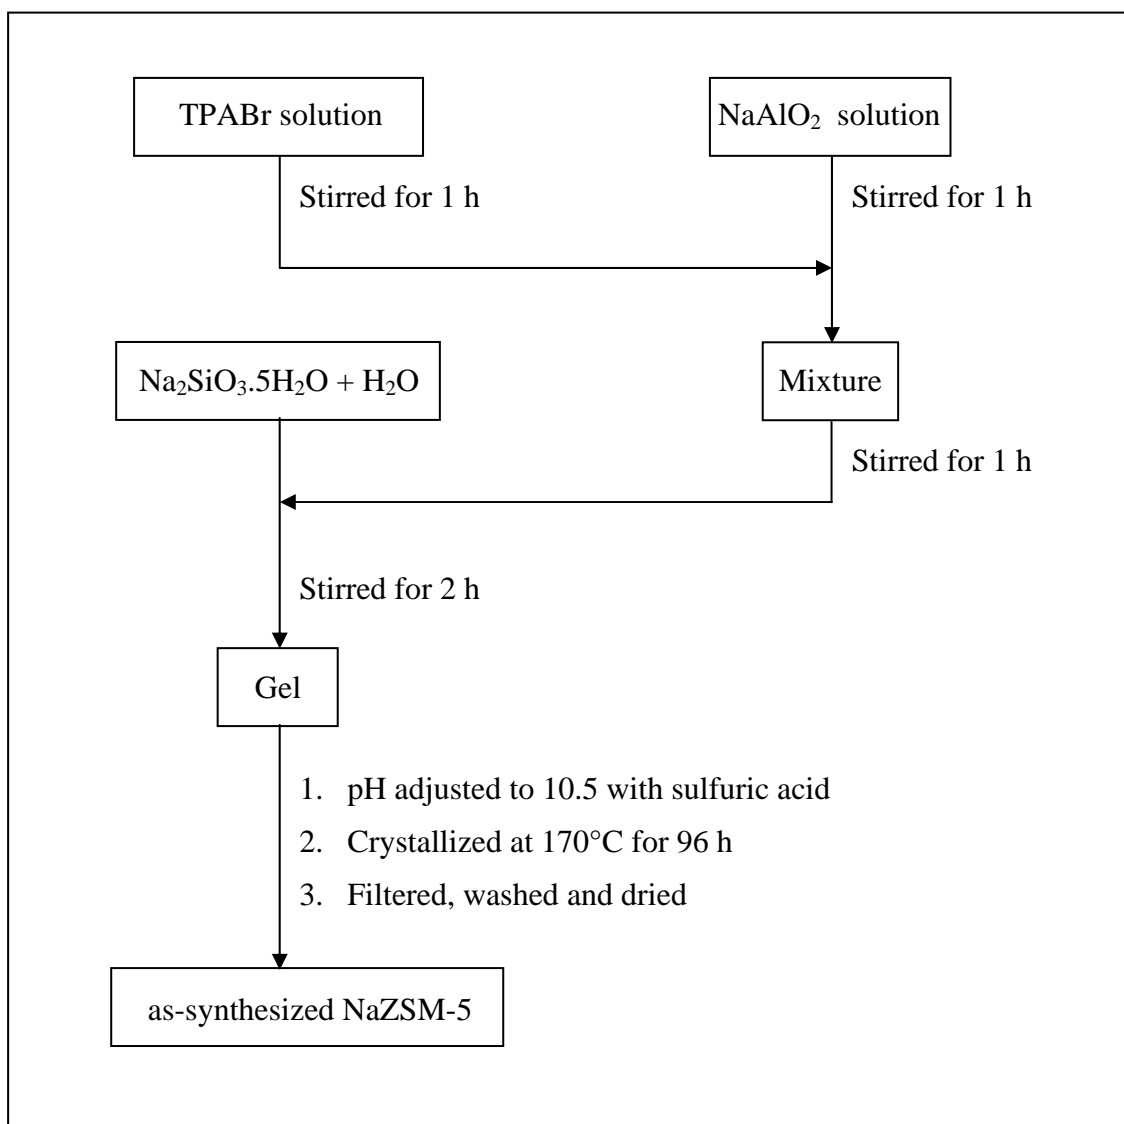 TPABr solution
NaAlO₂ solution
Stirred for 1 h
Stirred for 1 h
Na₂SiO₃.5H₂O + H₂O
Mixture
Stirred for 1 h
Stirred for 2 h
Gel
1. pH adjusted to 10.5 with sulfuric acid
2. Crystallized at 170°C for 96 h
3. Filtered, washed and dried
as-synthesized NaZSM-5